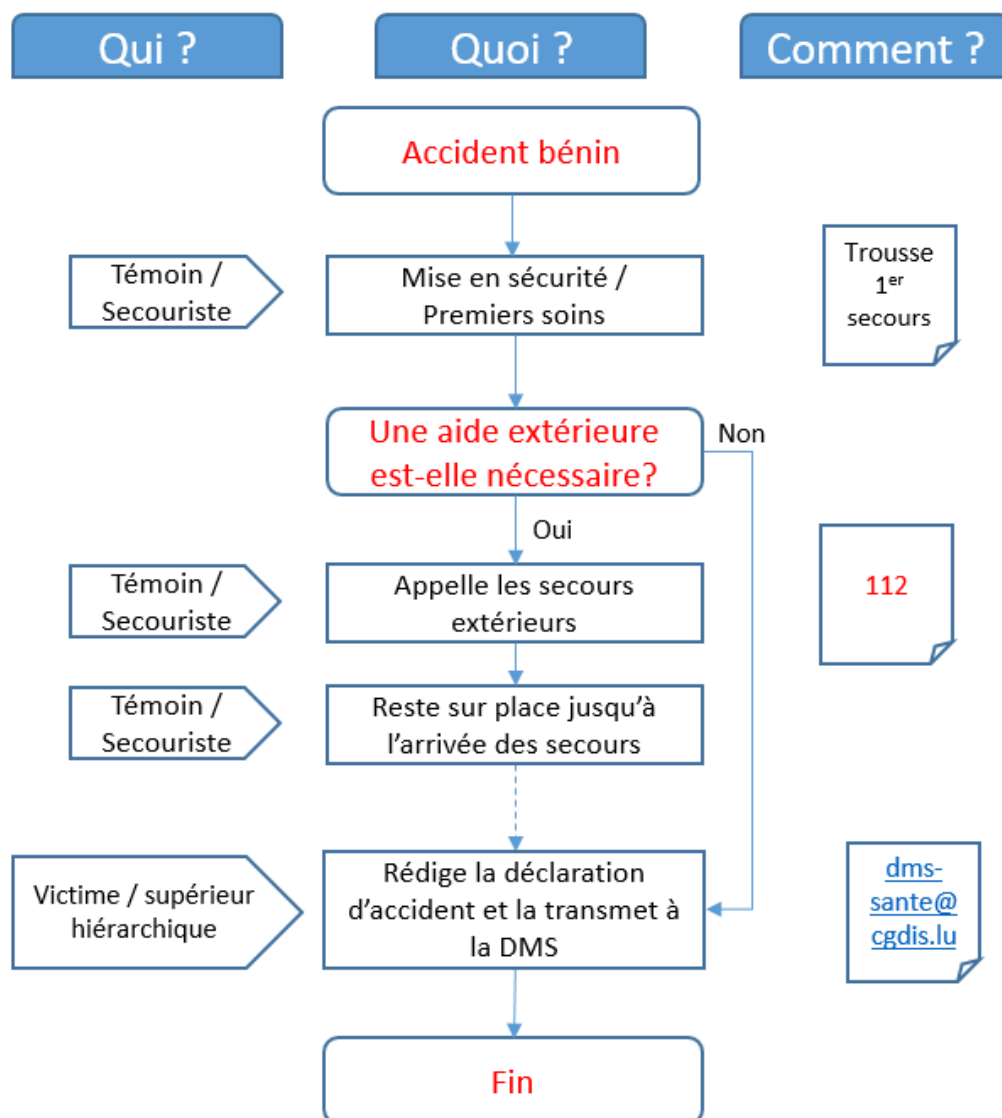 Qui ?
Quoi ?
Comment ?
Accident bénin
Témoin /
Secouriste
Mise en sécurité /
Premiers soins
Trousse
1er
secours
Une aide extérieure
est-elle nécessaire?
Non
Oui
Témoin /
Secouriste
Appelle les secours
extérieurs
112
Témoin /
Secouriste
Reste sur place jusqu’à
l’arrivée des secours
Victime / supérieur
hiérarchique
Rédige la déclaration
d’accident et la transmet à
la DMS
dms-
sante@
cgdis.lu
Fin